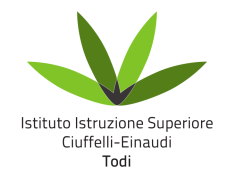 Istituto Istruzione Superiore
Ciuffelli-Einaudi
Todi